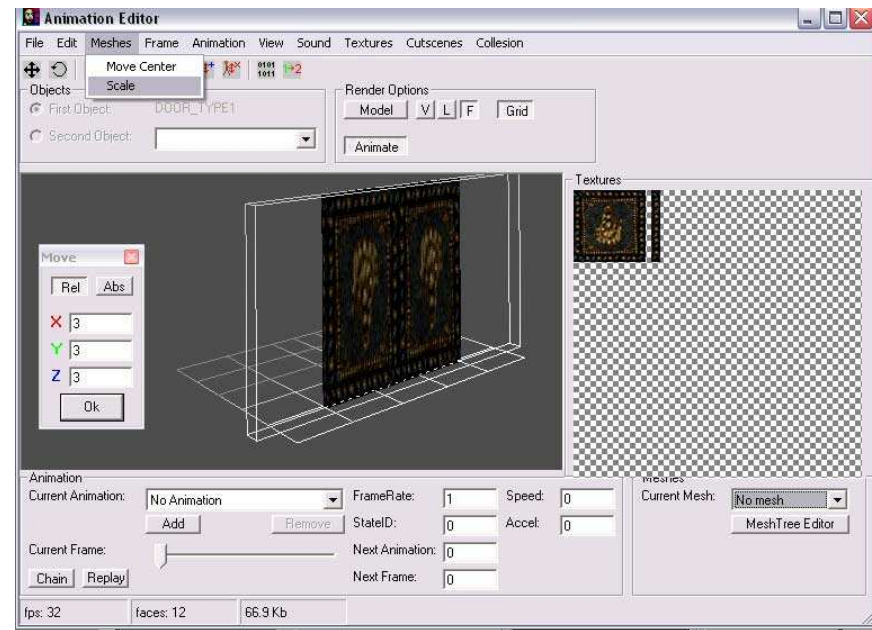 Animation Editor
File Edit Meshes Frame Animation View Sound Textures Cutscenes Collesion
Move Center
Scale
0101
1011
2
Objects
First Object: DOOR_TYPE1
Second Object:
Render Options
Model V L F Grid
Animate
Textures
Move
Rel Abs
X 3
Y 3
Z 3
Ok
Animation
Current Animation: No Animation
Add Remove
Current Frame:
Chain Replay
FrameRate: 1
StateID: 0
Next Animation: 0
Next Frame: 0
Speed: 0
Accel: 0
Meshes
Current Mesh: No mesh
MeshTree Editor
fps: 32 faces: 12 66.9 Kb